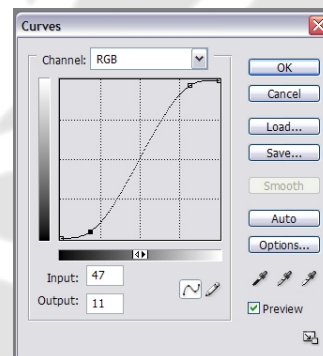 Curves
Channel: RGB
OK
Cancel
Load...
Save...
Smooth
Auto
Options...
Input: 47
Output: 11
Preview